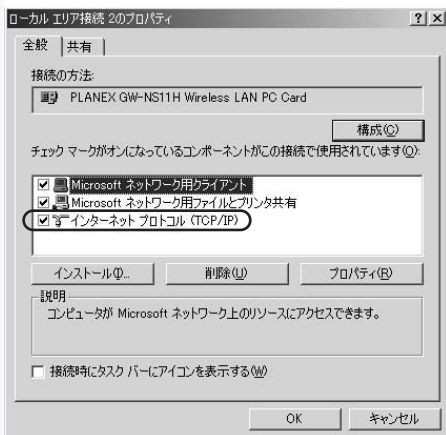 ローカル エリア接続 2のプロパティ
全般 共有
接続の方法:
PLANEX GW-NS11H Wireless LAN PC Card
構成(C)
チェック マークがオンになっているコンポーネントがこの接続で使用されています(O):
Microsoft ネットワーク用クライアント
Microsoft ネットワーク用ファイルとプリンタ共有
インターネット プロトコル (TCP/IP)
インストール(I)... 削除(U) プロパティ(R)
説明
コンピュータが Microsoft ネットワーク上のリソースにアクセスできます。
接続時にタスク バーにアイコンを表示する(W)
OK キャンセル